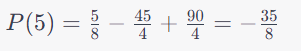 P(5) = 5/8 − 45/4 + 90/4 = −35/8